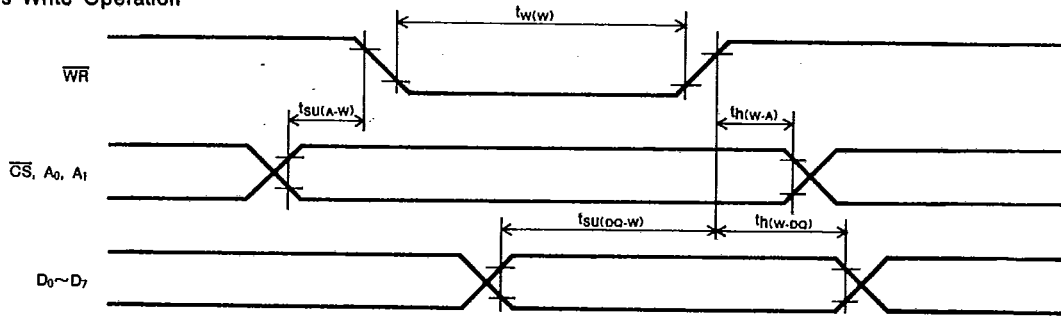 s Write Operation
tW(W)
WR
tSU(A-W)
th(W-A)
CS, A0, A1
tSU(DQ-W)
th(W-DQ)
D0~D7